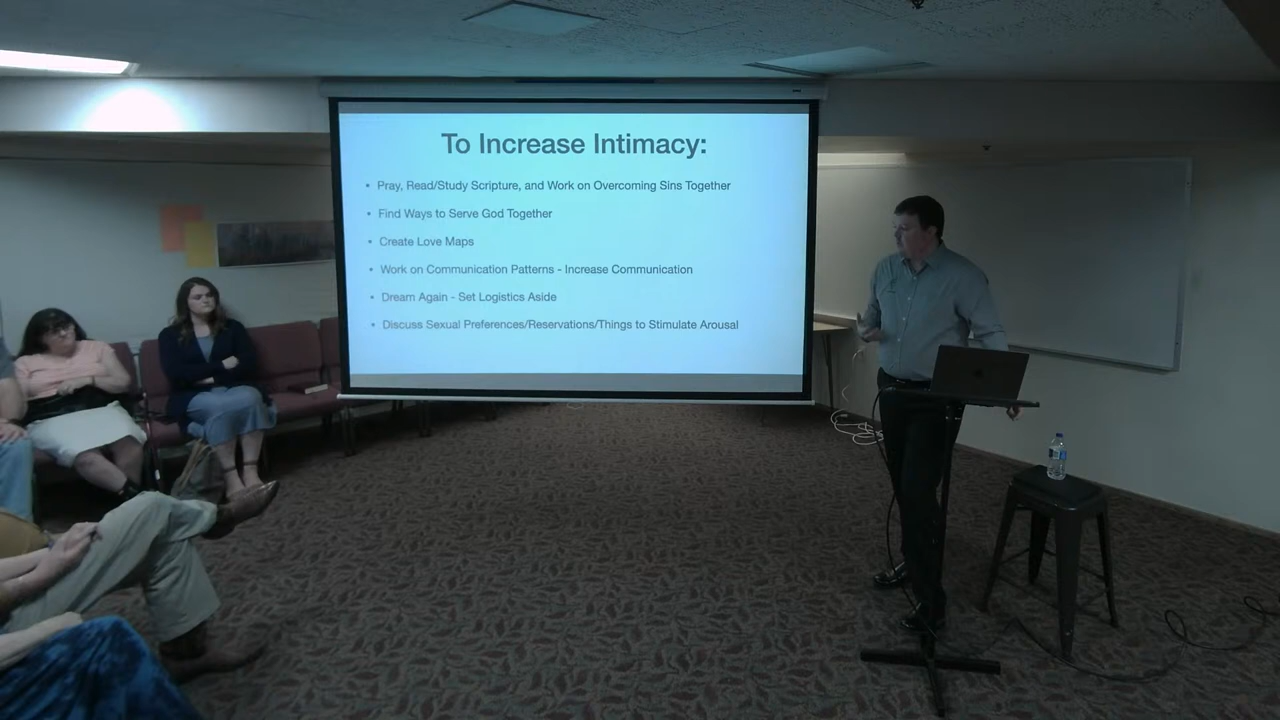 To Increase Intimacy:
• Pray, Read/Study Scripture, and Work on Overcoming Sins Together
• Find Ways to Serve God Together
• Create Love Maps
• Work on Communication Patterns - Increase Communication
• Dream Again - Set Logistics Aside
• Discuss Sexual Preferences/Reservations/Things to Stimulate Arousal